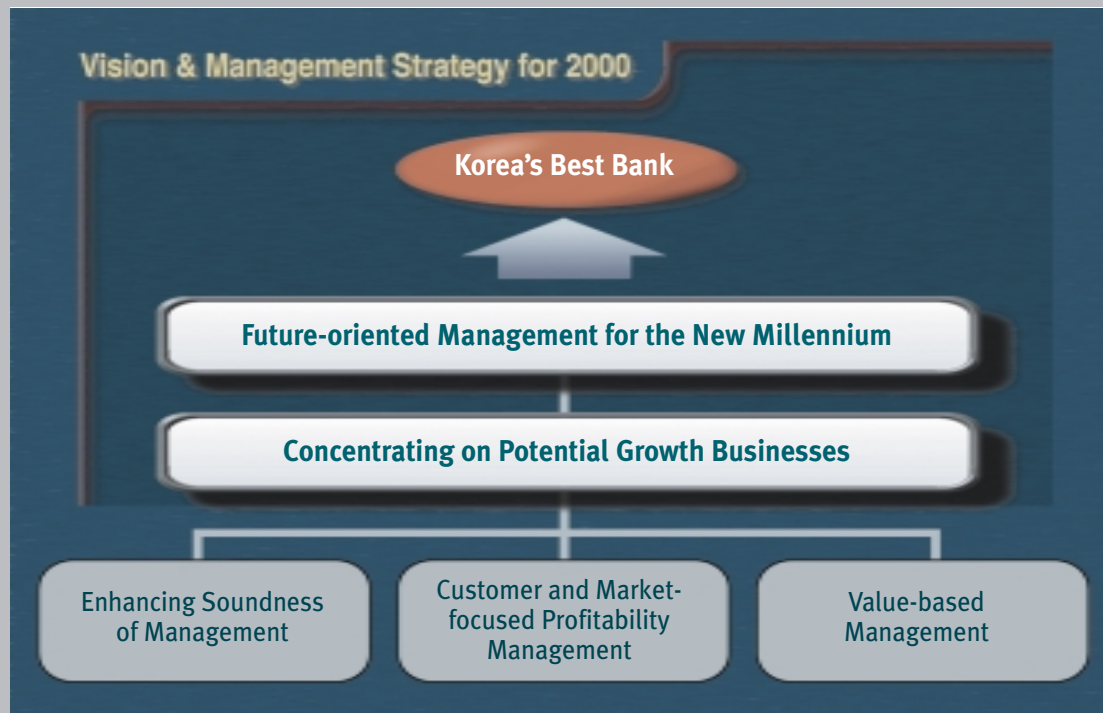 Vision & Management Strategy for 2000
Korea's Best Bank
Future-oriented Management for the New Millennium
Concentrating on Potential Growth Businesses
Enhancing Soundness
of Management
Customer and Market-
focused Profitability
Management
Value-based
Management